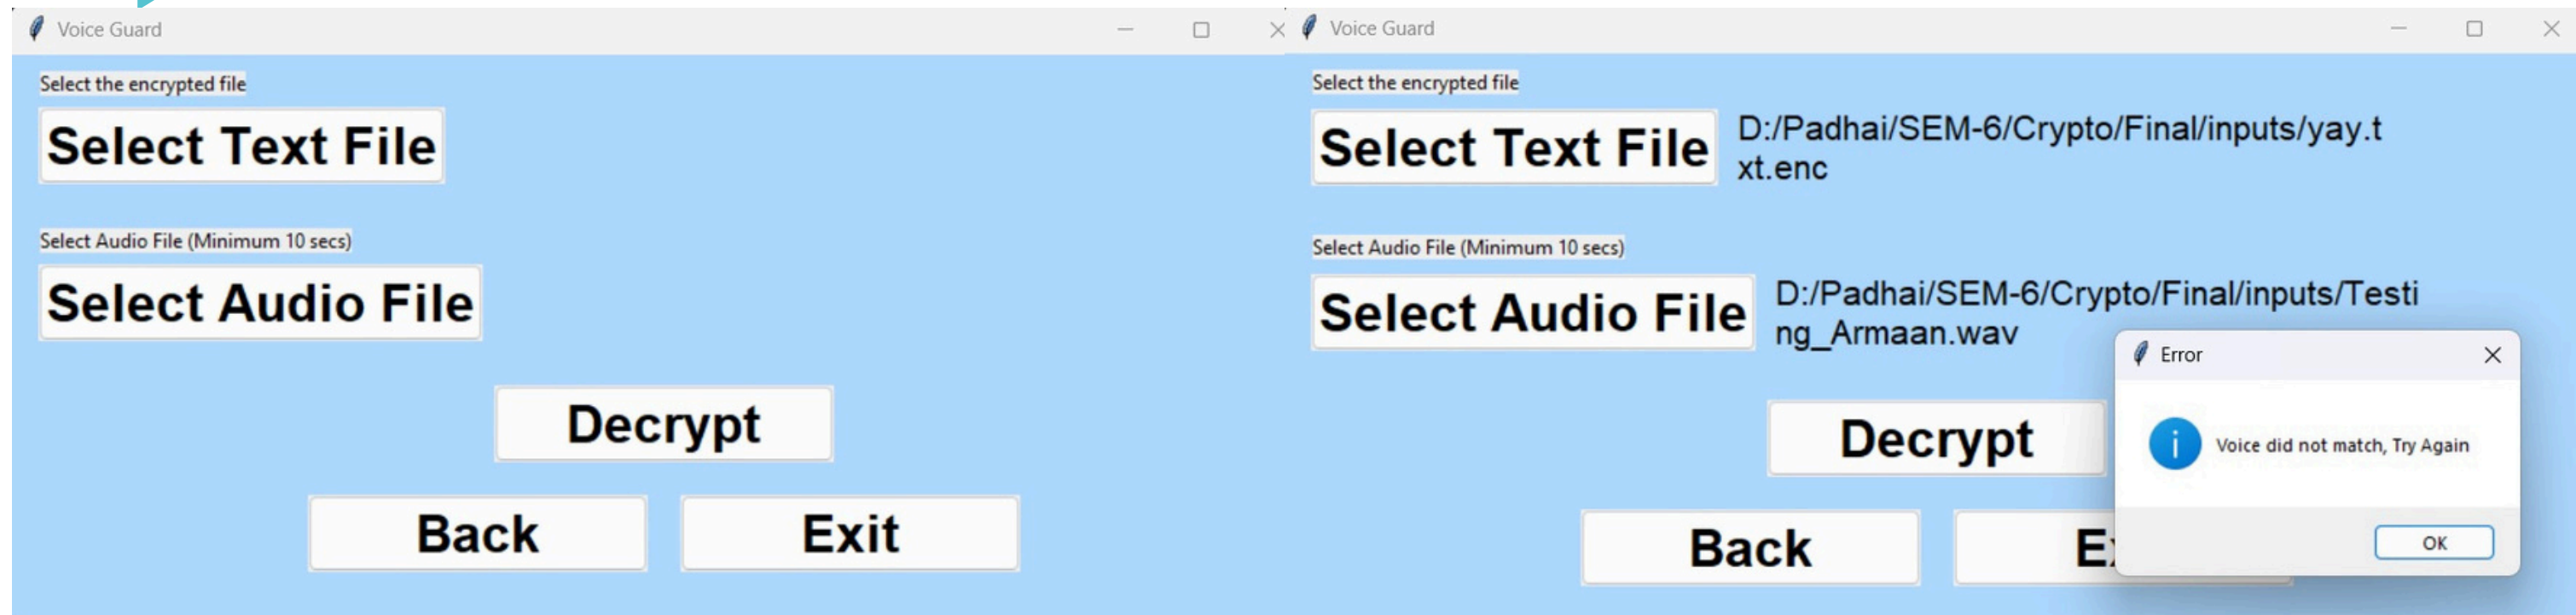 Voice Guard
Select the encrypted file
Select Text File
Select Audio File (Minimum 10 secs)
Select Audio File
Decrypt
Back
Exit
Voice Guard
Select the encrypted file
Select Text File
D:/Padhai/SEM-6/Crypto/Final/inputs/yay.t
xt.enc
Select Audio File (Minimum 10 secs)
Select Audio File
D:/Padhai/SEM-6/Crypto/Final/inputs/Testi
ng_Armaan.wav
Decrypt
Back
Error
Voice did not match, Try Again
OK